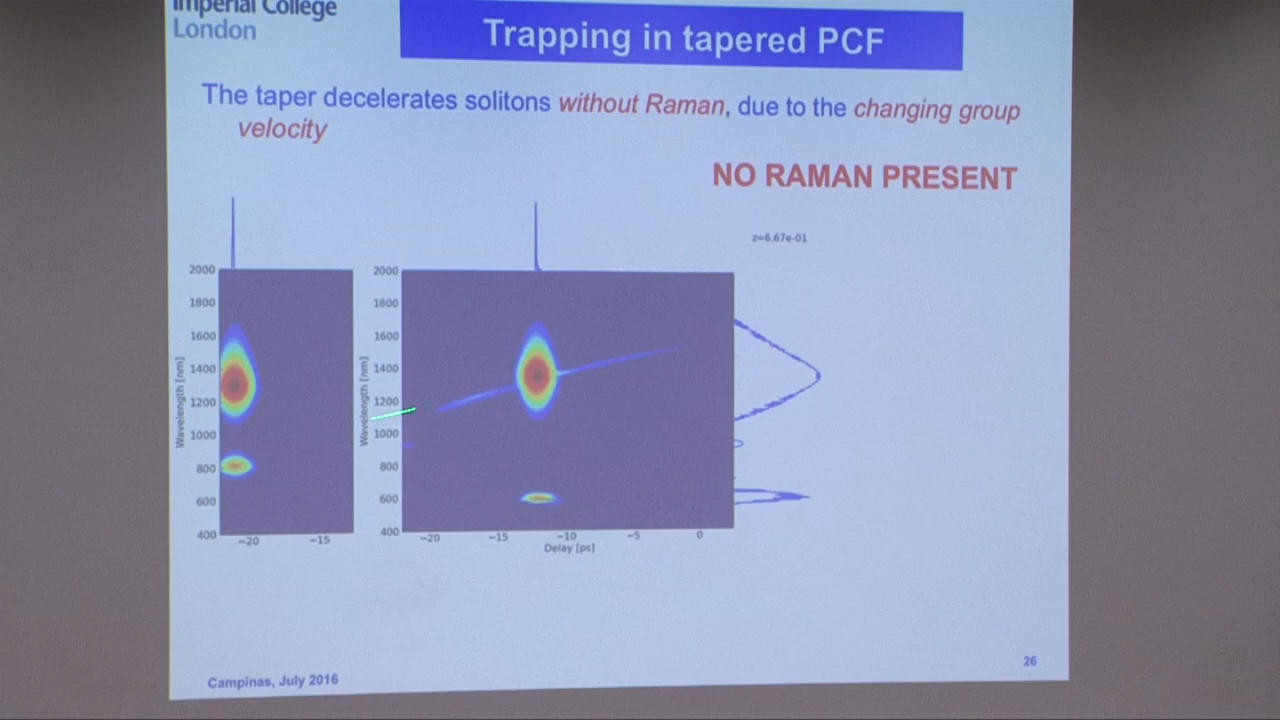 Imperial College
London
Trapping in tapered PCF
The taper decelerates solitons without Raman, due to the changing group
velocity
NO RAMAN PRESENT
z=6.67e-01
2000
1800
1600
1400
1200
1000
800
600
400
Wavelength [nm]
−20
−15
2000
1800
1600
1400
1200
1000
800
600
400
Wavelength [nm]
−20
−15
−10
−5
0
Delay [ps]
Campinas, July 2016
26